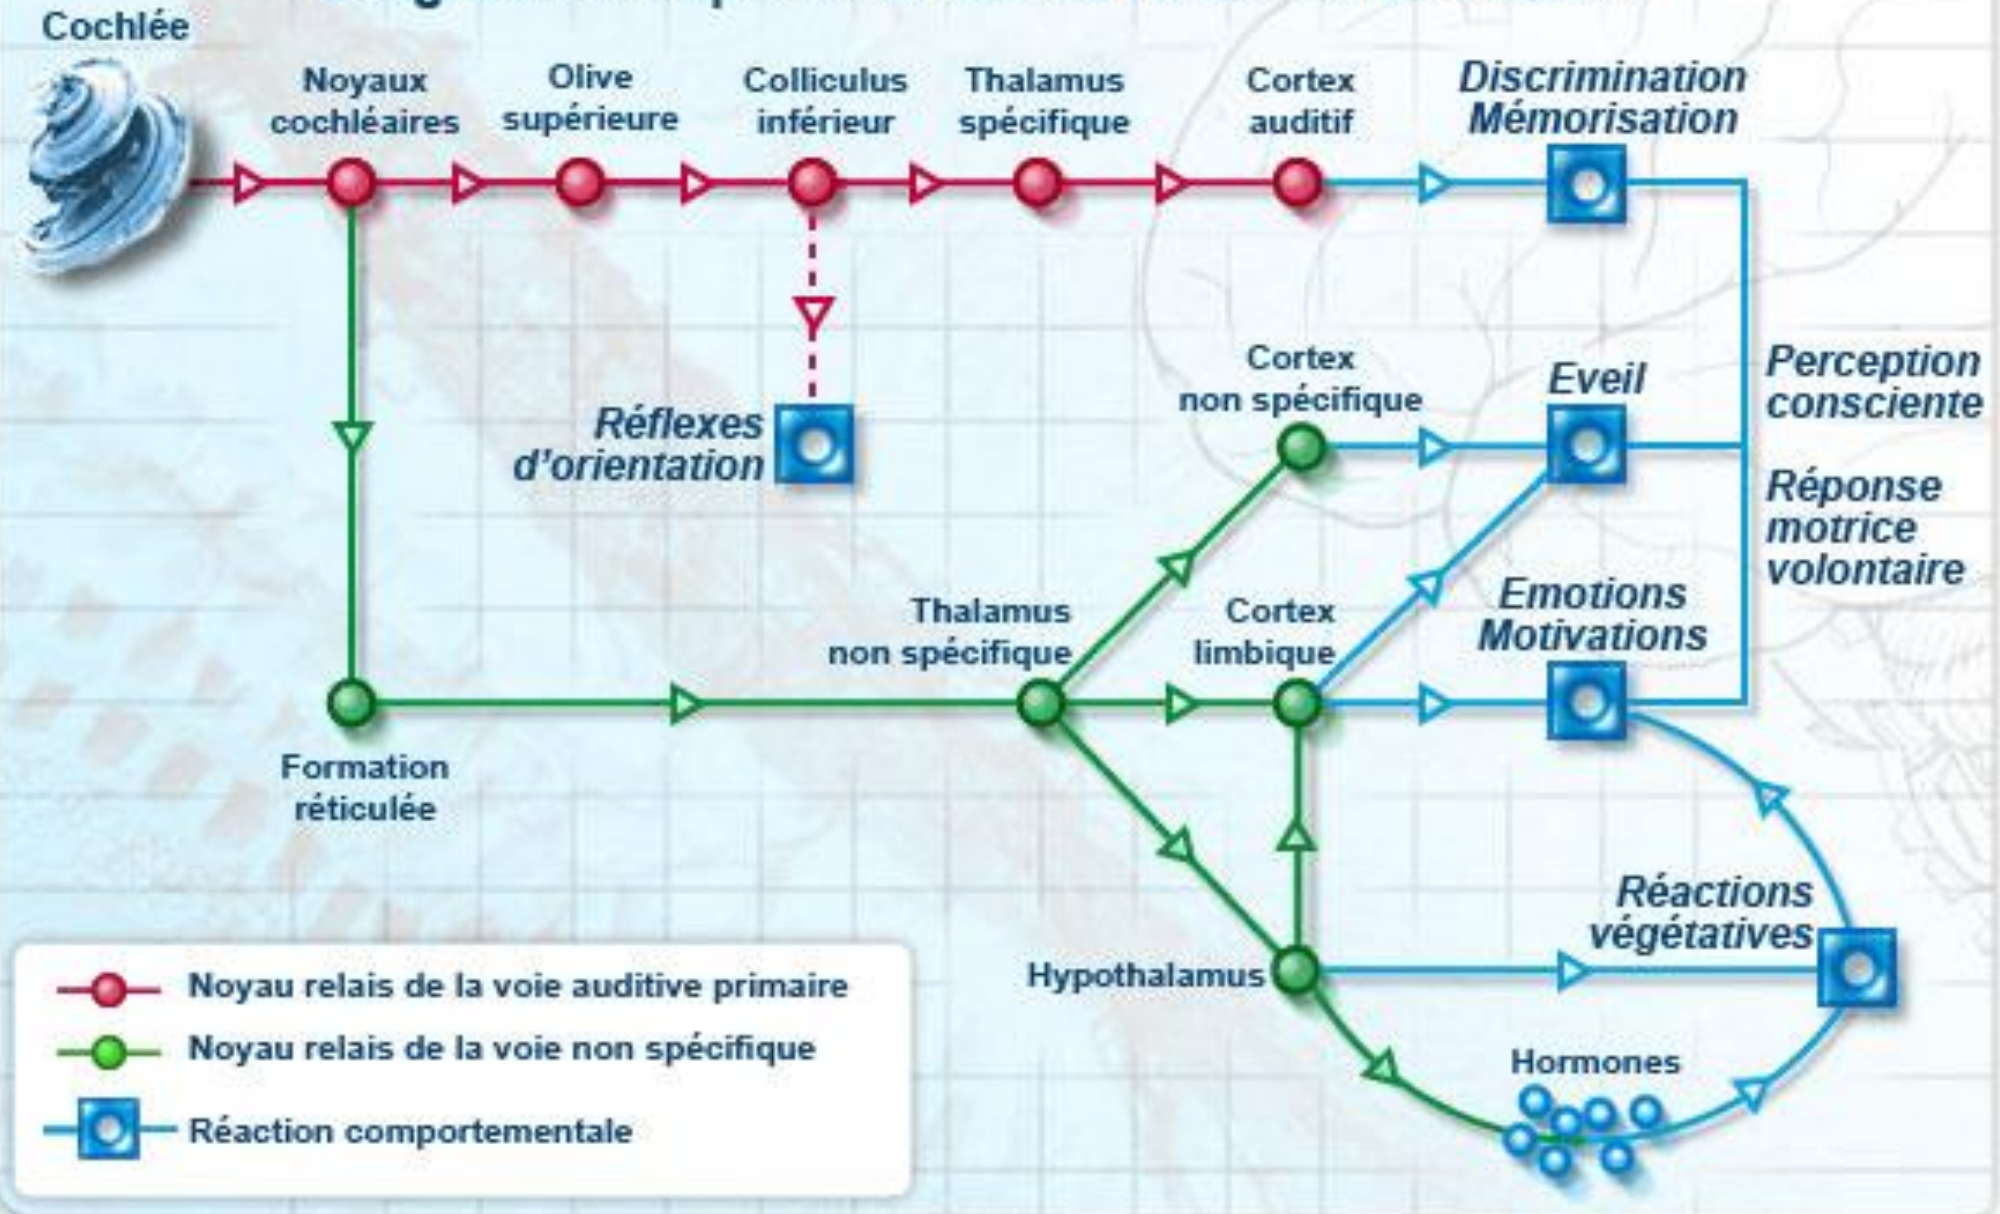 Cochlée
Noyaux
cochléaires
Olive
supérieure
Colliculus
inférieur
Thalamus
spécifique
Cortex
auditif
Discrimination
Mémorisation
Réflexes
d'orientation
Cortex
non spécifique
Eveil
Perception
consciente
Réponse
motrice
volontaire
Thalamus
non spécifique
Cortex
limbique
Emotions
Motivations
Formation
réticulée
Hypothalamus
Réactions
végétatives
Hormones
Noyau relais de la voie auditive primaire
Noyau relais de la voie non spécifique
Réaction comportementale